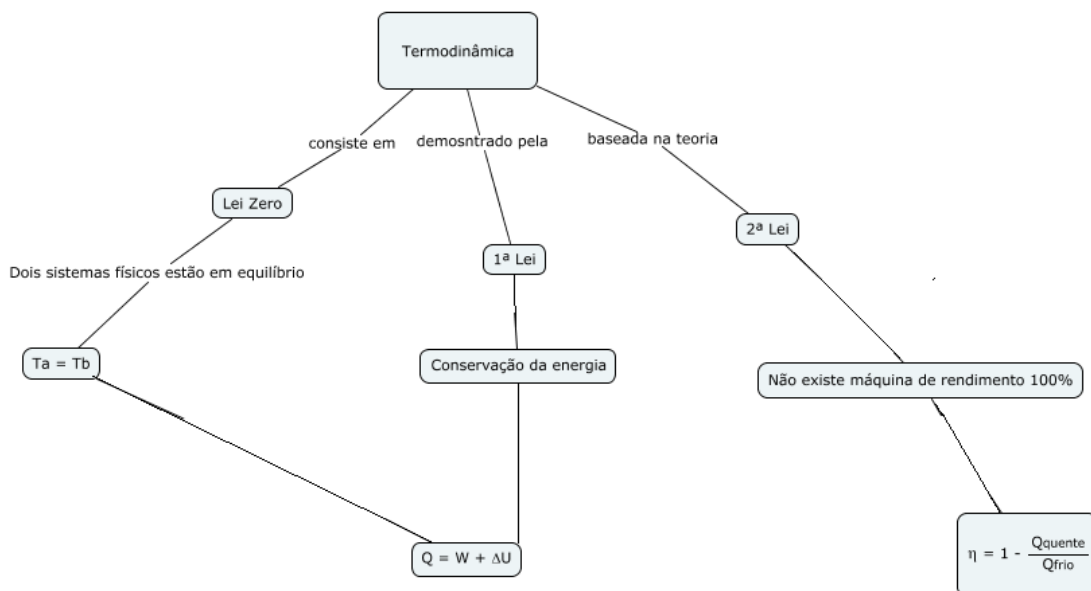 Termodinâmica
consiste em
demosntrado pela
baseada na teoria
Lei Zero
2ª Lei
1ª Lei
Dois sistemas físicos estão em equilíbrio
Ta = Tb
Conservação da energia
Não existe máquina de rendimento 100%
Q = W + ΔU
η = 1 - Qquente/Qfrio